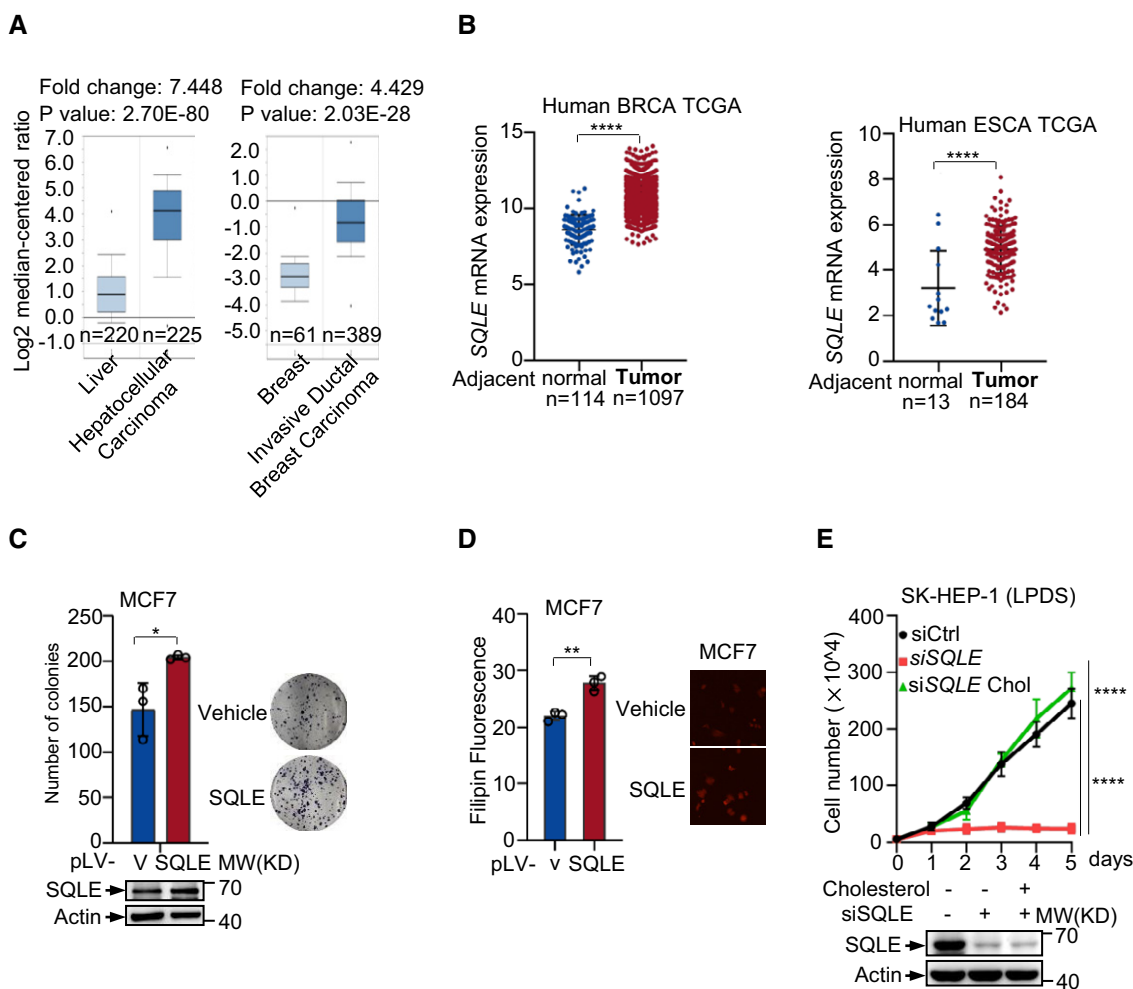 A
Fold change: 7.448
P value: 2.70E-80
Fold change: 4.429
P value: 2.03E-28
Log2 median-centered ratio
7.0
6.0
5.0
4.0
3.0
2.0
1.0
0.0
-1.0
n=220 n=225
Liver
Hepatocellular
Carcinoma
2.0
1.0
0.0
-1.0
-2.0
-3.0
-4.0
-5.0
n=61 n=389
Breast
Invasive Ductal
Breast Carcinoma
B
Human BRCA TCGA
****
SQLE mRNA expression
15
10
5
0
Adjacent normal Tumor
n=114 n=1097
Human ESCA TCGA
****
SQLE mRNA expression
10
8
6
4
2
0
Adjacent normal Tumor
n=13 n=184
C
MCF7
*
Number of colonies
250
200
150
100
50
0
Vehicle
SQLE
pLV- V SQLE MW(KD)
SQLE 70
Actin 40
D
MCF7
**
Filipin Fluorescence
40
30
20
10
0
pLV- v SQLE
MCF7
Vehicle
SQLE
E
SK-HEP-1 (LPDS)
Cell number (×10^4)
400
300
200
100
0
siCtrl
siSQLE
siSQLE Chol
****
****
0 1 2 3 4 5 days
Cholesterol - - +
siSQLE - + + MW(KD)
SQLE 70
Actin 40